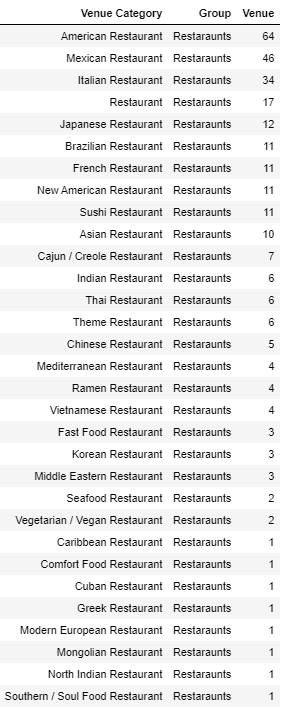 Venue Category Group Venue
American Restaurant Restaraunts 64
Mexican Restaurant Restaraunts 46
Italian Restaurant Restaraunts 34
Restaurant Restaraunts 17
Japanese Restaurant Restaraunts 12
Brazilian Restaurant Restaraunts 11
French Restaurant Restaraunts 11
New American Restaurant Restaraunts 11
Sushi Restaurant Restaraunts 11
Asian Restaurant Restaraunts 10
Cajun / Creole Restaurant Restaraunts 7
Indian Restaurant Restaraunts 6
Thai Restaurant Restaraunts 6
Theme Restaurant Restaraunts 6
Chinese Restaurant Restaraunts 5
Mediterranean Restaurant Restaraunts 4
Ramen Restaurant Restaraunts 4
Vietnamese Restaurant Restaraunts 4
Fast Food Restaurant Restaraunts 3
Korean Restaurant Restaraunts 3
Middle Eastern Restaurant Restaraunts 3
Seafood Restaurant Restaraunts 2
Vegetarian / Vegan Restaurant Restaraunts 2
Caribbean Restaurant Restaraunts 1
Comfort Food Restaurant Restaraunts 1
Cuban Restaurant Restaraunts 1
Greek Restaurant Restaraunts 1
Modern European Restaurant Restaraunts 1
Mongolian Restaurant Restaraunts 1
North Indian Restaurant Restaraunts 1
Southern / Soul Food Restaurant Restaraunts 1